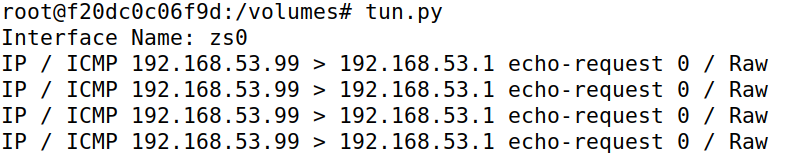 root@f20dc0c06f9d:/volumes# tun.py
Interface Name: zs0
IP / ICMP 192.168.53.99 > 192.168.53.1 echo-request 0 / Raw
IP / ICMP 192.168.53.99 > 192.168.53.1 echo-request 0 / Raw
IP / ICMP 192.168.53.99 > 192.168.53.1 echo-request 0 / Raw
IP / ICMP 192.168.53.99 > 192.168.53.1 echo-request 0 / Raw